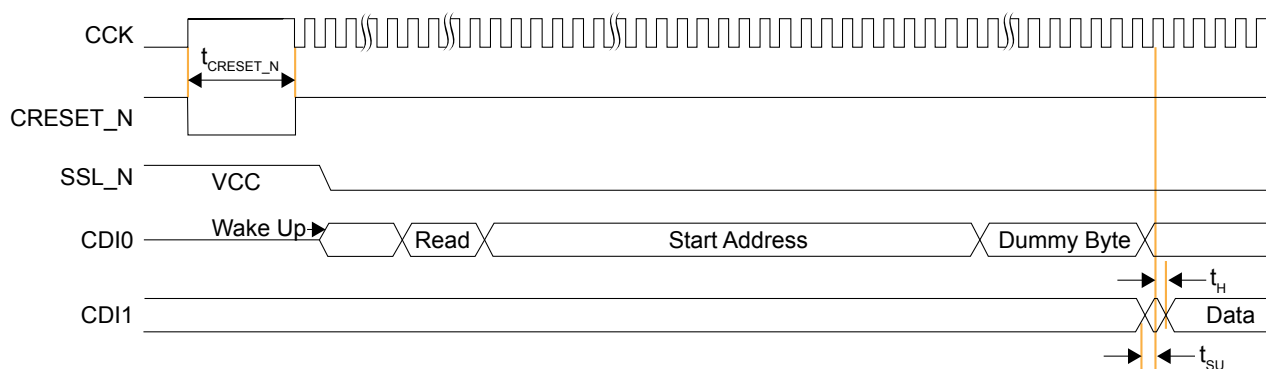 CCK
tCRESET_N
CRESET_N
SSL_N
VCC
CDI0
Wake Up
Read
Start Address
Dummy Byte
tH
CDI1
Data
tSU